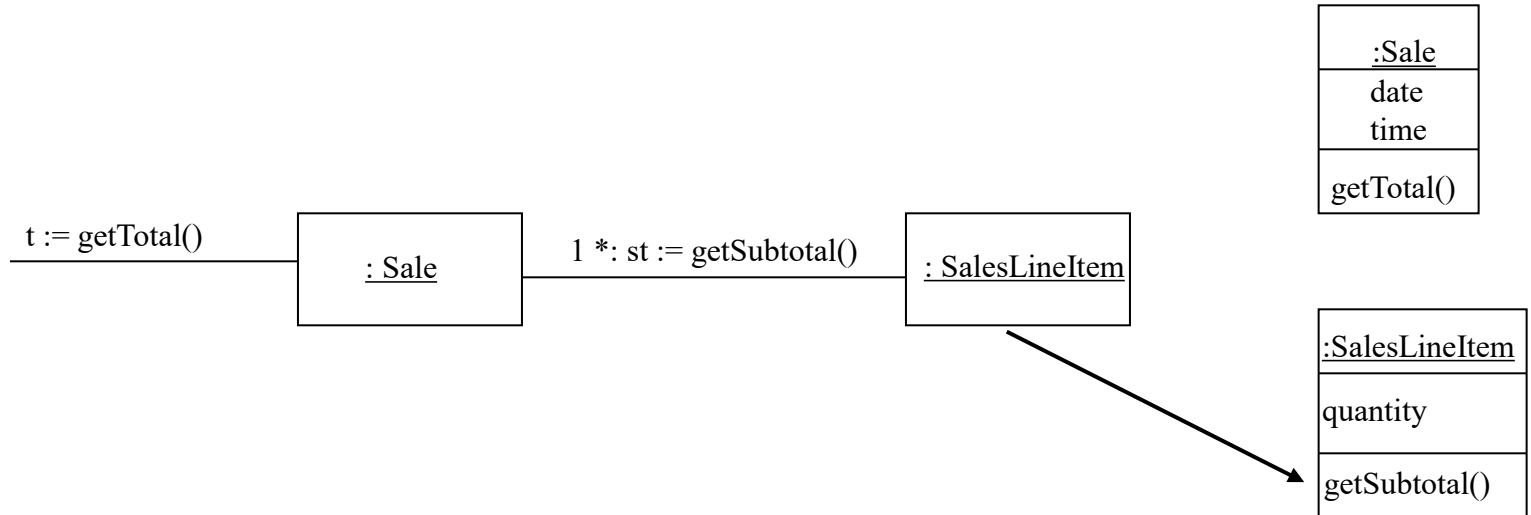 :Sale
date
time
getTotal()
t := getTotal()
: Sale
1 *: st := getSubtotal()
: SalesLineItem
:SalesLineItem
quantity
getSubtotal()